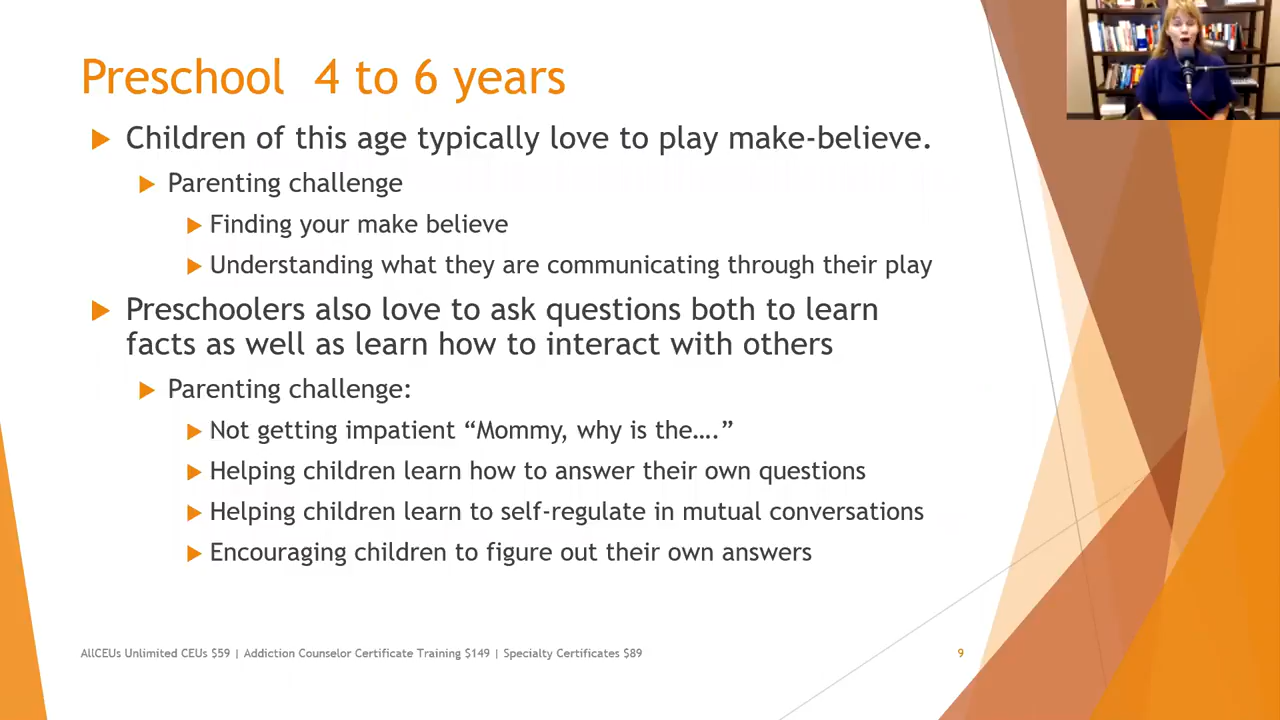 Preschool 4 to 6 years
Children of this age typically love to play make-believe.
Parenting challenge
Finding your make believe
Understanding what they are communicating through their play
Preschoolers also love to ask questions both to learn
facts as well as learn how to interact with others
Parenting challenge:
Not getting impatient “Mommy, why is the….”
Helping children learn how to answer their own questions
Helping children learn to self-regulate in mutual conversations
Encouraging children to figure out their own answers
AllCEUs Unlimited CEUs $59 | Addiction Counselor Certificate Training $149 | Specialty Certificates $89
9